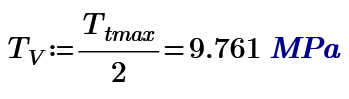 T_V := T_tmax / 2 = 9.761 MPa